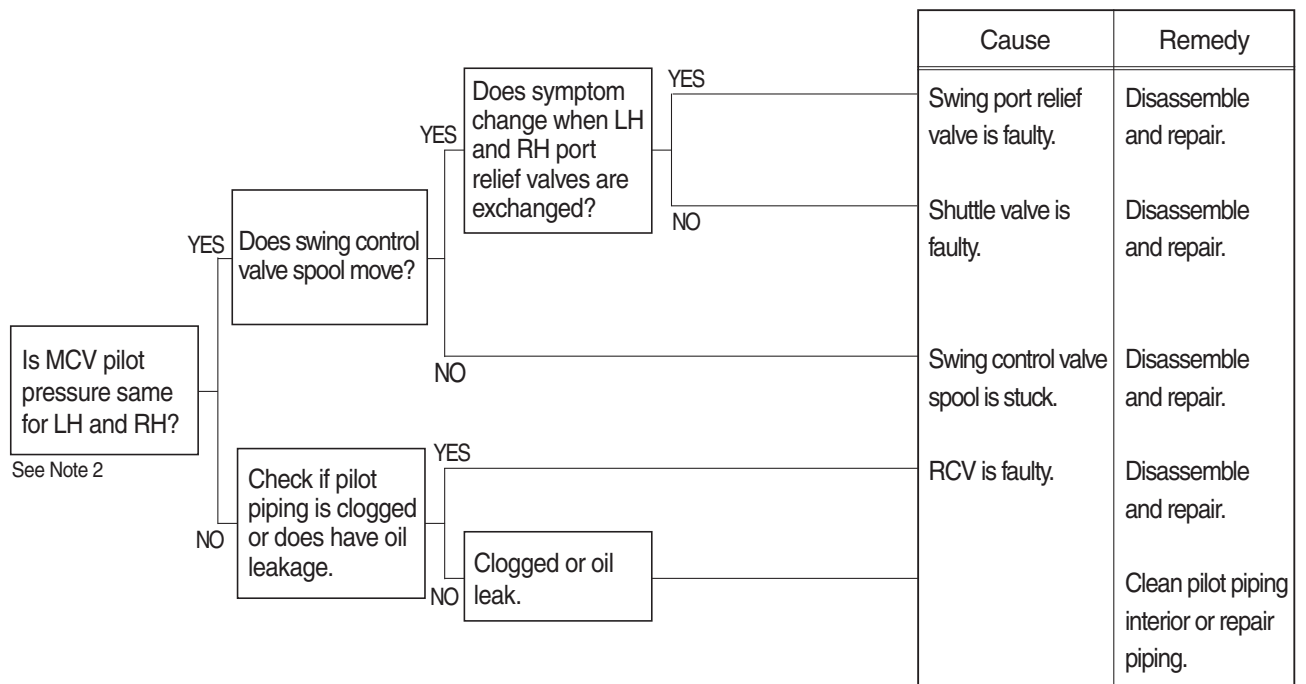 Cause
Remedy
Does symptom
change when LH
and RH port
relief valves are
exchanged?
YES
YES
Swing port relief
valve is faulty.
Disassemble
and repair.
NO
Shuttle valve is
faulty.
Disassemble
and repair.
YES
Does swing control
valve spool move?
NO
Swing control valve
spool is stuck.
Disassemble
and repair.
Is MCV pilot
pressure same
for LH and RH?
See Note 2
NO
Check if pilot
piping is clogged
or does have oil
leakage.
YES
RCV is faulty.
Disassemble
and repair.
NO
Clogged or oil
leak.
Clean pilot piping
interior or repair
piping.